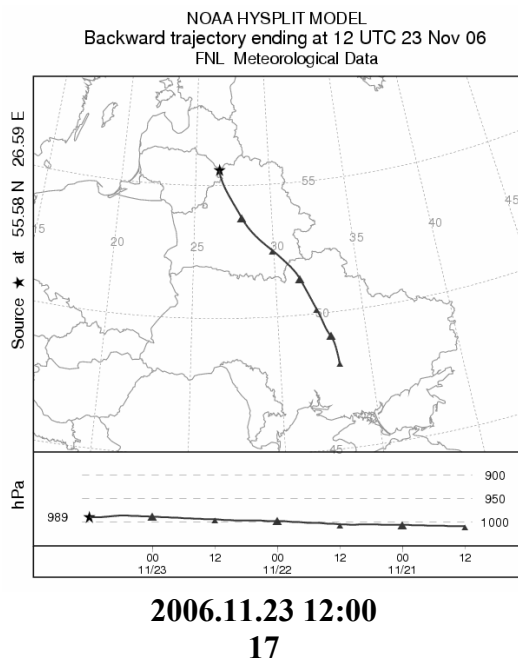 NOAA HYSPLIT MODEL
Backward trajectory ending at 12 UTC 23 Nov 06
FNL Meteorological Data
Source ★ at 55.58 N 26.59 E
15
20
25
30
35
40
45
55
50
45
hPa
989
900
950
1000
00 12 00 12 00 12
11/23 11/22 11/21
2006.11.23 12:00
17